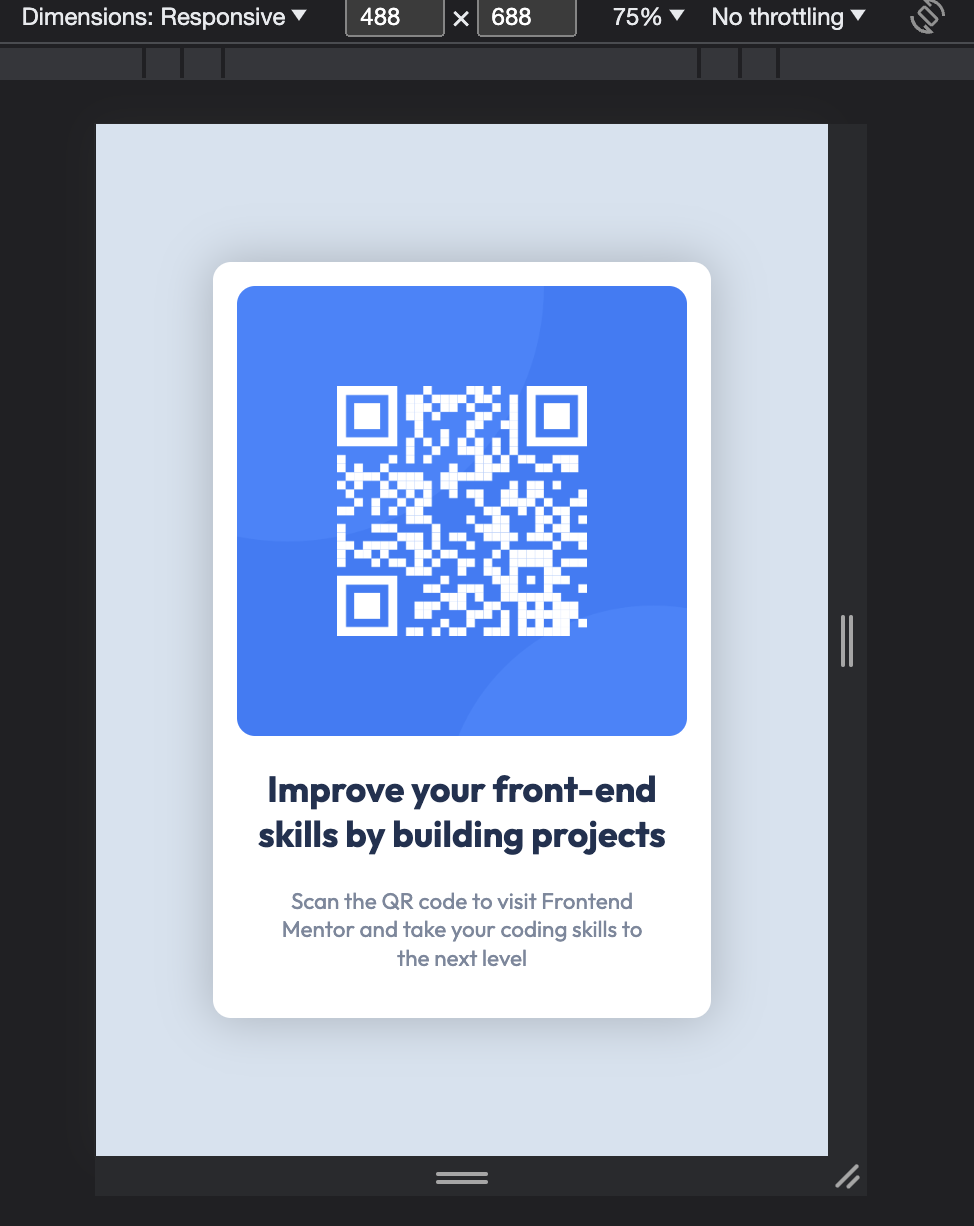 Dimensions: Responsive 488 × 688 75% No throttling
Improve your front-end
skills by building projects
Scan the QR code to visit Frontend
Mentor and take your coding skills to
the next level